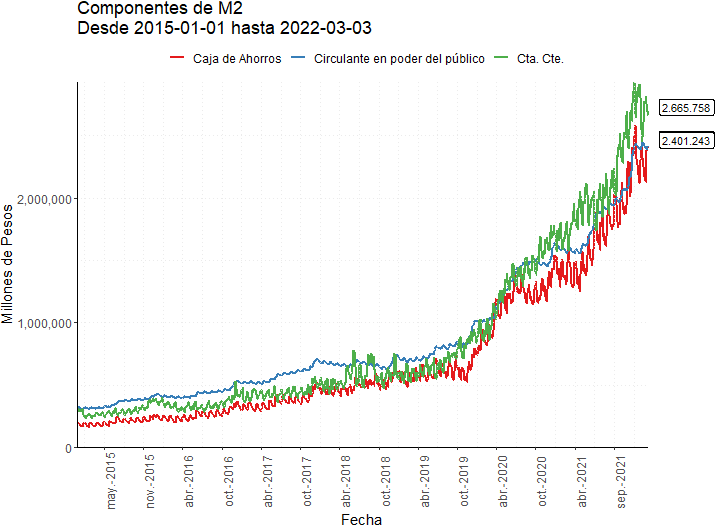 Componentes de M2
Desde 2015-01-01 hasta 2022-03-03
Caja de Ahorros Circulante en poder del público Cta. Cte.
2.665.758
2.401.243
2,000,000
1,000,000
0
Millones de Pesos
may.-2015 nov.-2015 abr.-2016 oct.-2016 abr.-2017 oct.-2017 abr.-2018 oct.-2018 abr.-2019 oct.-2019 abr.-2020 oct.-2020 abr.-2021 sep.-2021
Fecha